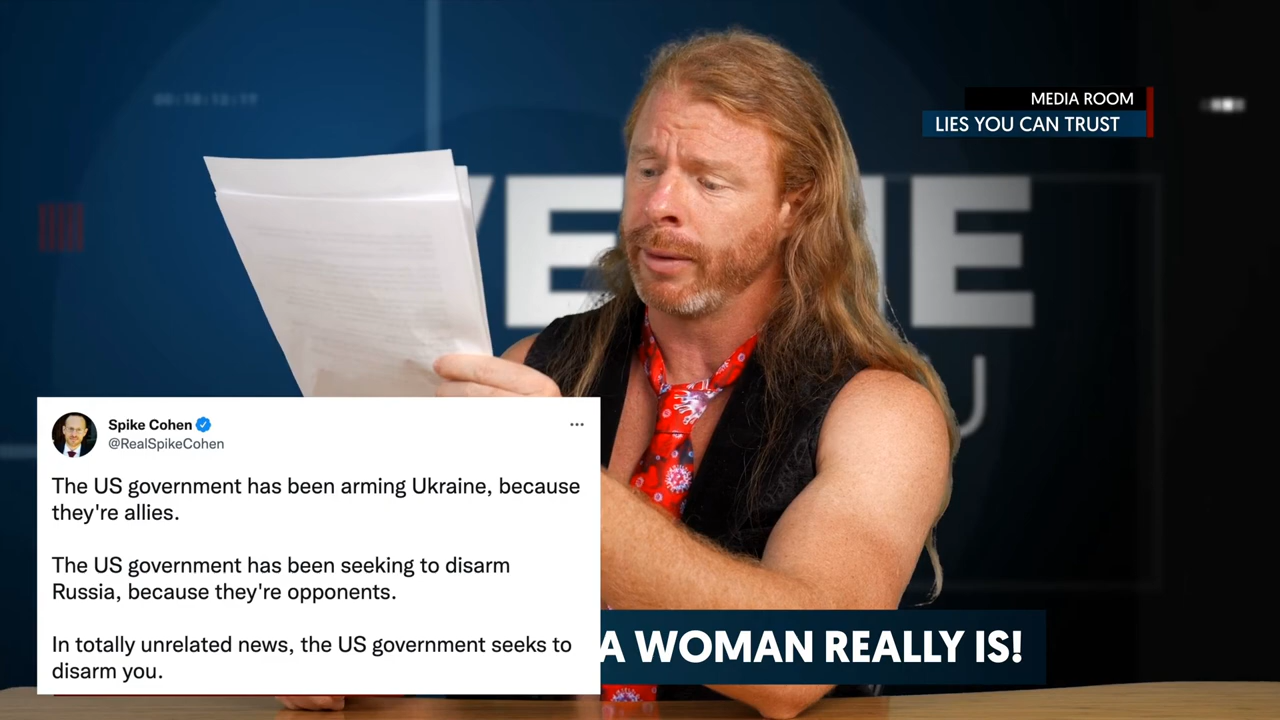 MEDIA ROOM
LIES YOU CAN TRUST
Spike Cohen
@RealSpikeCohen
The US government has been arming Ukraine, because
they're allies.
The US government has been seeking to disarm
Russia, because they're opponents.
In totally unrelated news, the US government seeks to
disarm you.
A WOMAN REALLY IS!